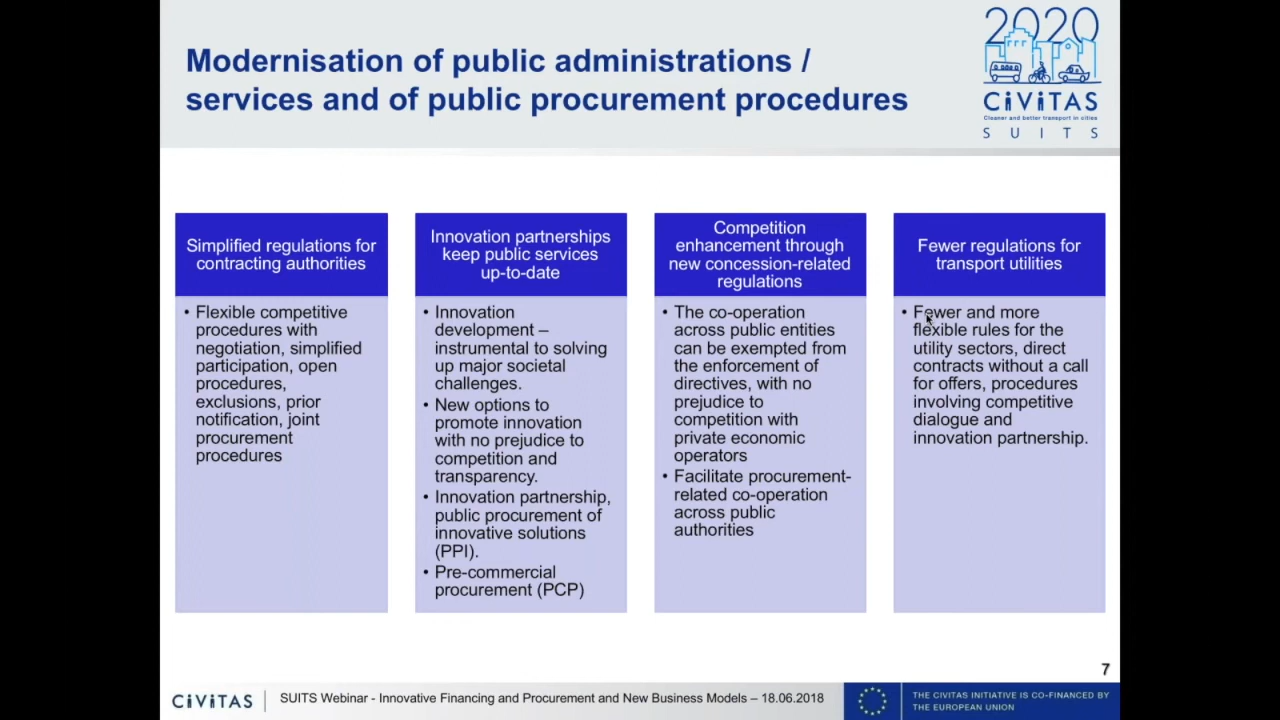 Modernisation of public administrations /
services and of public procurement procedures
2020
CiViTAS
Cleaner and better transport in cities
SUITS
Simplified regulations for
contracting authorities
• Flexible competitive
procedures with
negotiation, simplified
participation, open
procedures,
exclusions, prior
notification, joint
procurement
procedures
Innovation partnerships
keep public services
up-to-date
• Innovation
development –
instrumental to solving
up major societal
challenges.
• New options to
promote innovation
with no prejudice to
competition and
transparency.
• Innovation partnership,
public procurement of
innovative solutions
(PPI).
• Pre-commercial
procurement (PCP)
Competition
enhancement through
new concession-related
regulations
• The co-operation
across public entities
can be exempted from
the enforcement of
directives, with no
prejudice to
competition with
private economic
operators
• Facilitate procurement-
related co-operation
across public
authorities
Fewer regulations for
transport utilities
• Fewer and more
flexible rules for the
utility sectors, direct
contracts without a call
for offers, procedures
involving competitive
dialogue and
innovation partnership.
7
CiViTAS
SUITS Webinar - Innovative Financing and Procurement and New Business Models – 18.06.2018
THE CIVITAS INITIATIVE IS CO-FINANCED BY
THE EUROPEAN UNION